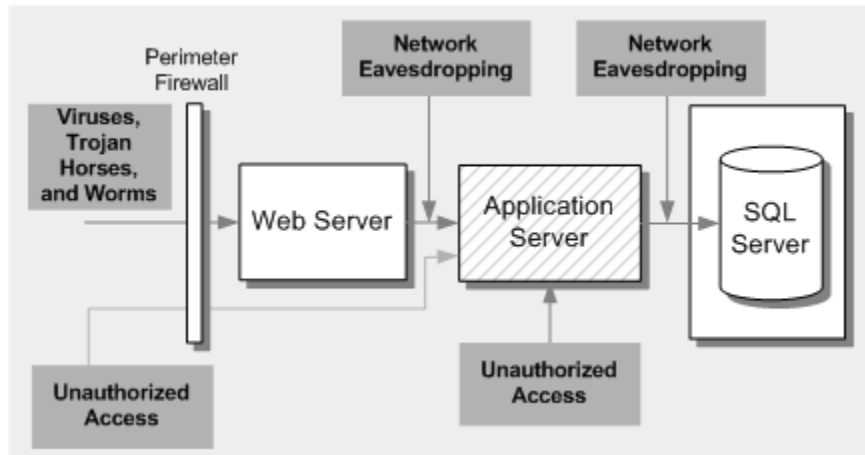 Perimeter
Firewall
Network
Eavesdropping
Network
Eavesdropping
Viruses,
Trojan
Horses,
and Worms
Web Server
Application
Server
SQL
Server
Unauthorized
Access
Unauthorized
Access